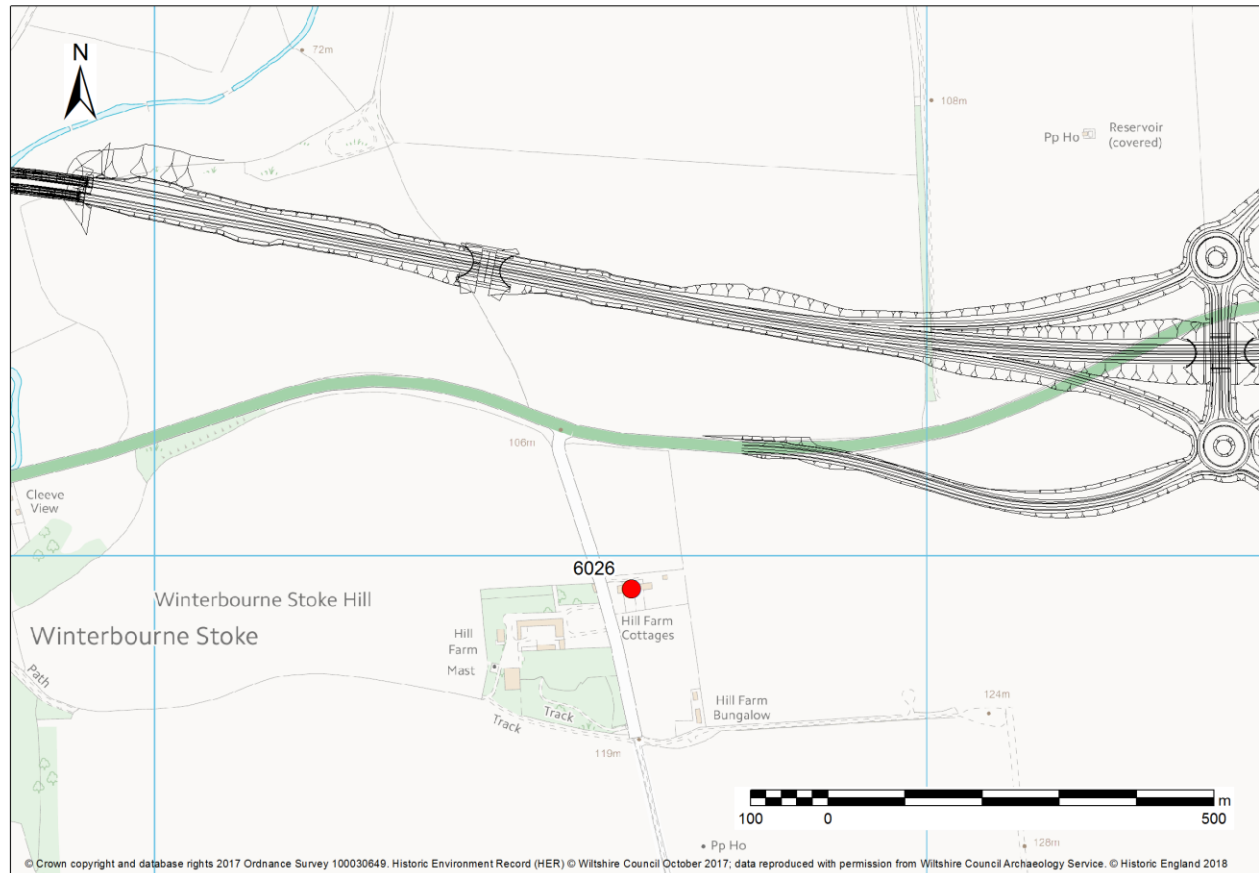 72m
N
108m
Pp Ho
Reservoir
(covered)
106m
Cleeve
View
6026
Winterbourne Stoke Hill
Winterbourne Stoke
Hill
Farm
Mast
Hill Farm
Cottages
Path
Track
Track
Hill Farm
Bungalow
124m
119m
m
100
0
500
Pp Ho
128m
© Crown copyright and database rights 2017 Ordnance Survey 100030649. Historic Environment Record (HER) © Wiltshire Council October 2017; data reproduced with permission from Wiltshire Council Archaeology Service. © Historic England 2018